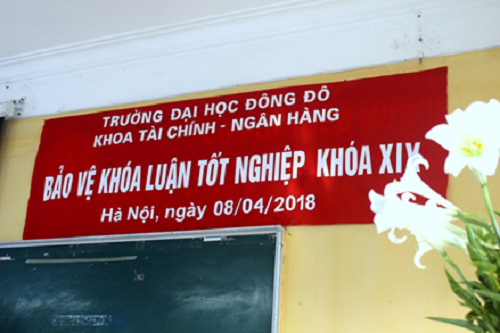 TRƯỜNG ĐẠI HỌC ĐÔNG ĐÔ
KHOA TÀI CHÍNH - NGÂN HÀNG
BẢO VỆ KHÓA LUẬN TỐT NGHIỆP KHÓA XIX
Hà Nội, ngày 08/04/2018